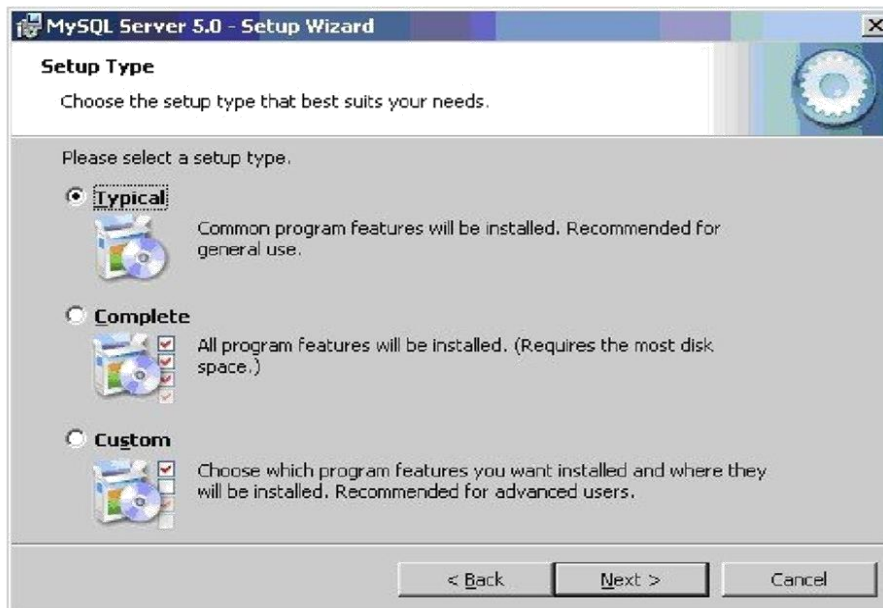 MySQL Server 5.0 - Setup Wizard
Setup Type
Choose the setup type that best suits your needs.
Please select a setup type.
Typical
Common program features will be installed. Recommended for
general use.
Complete
All program features will be installed. (Requires the most disk
space.)
Custom
Choose which program features you want installed and where they
will be installed. Recommended for advanced users.
< Back
Next >
Cancel